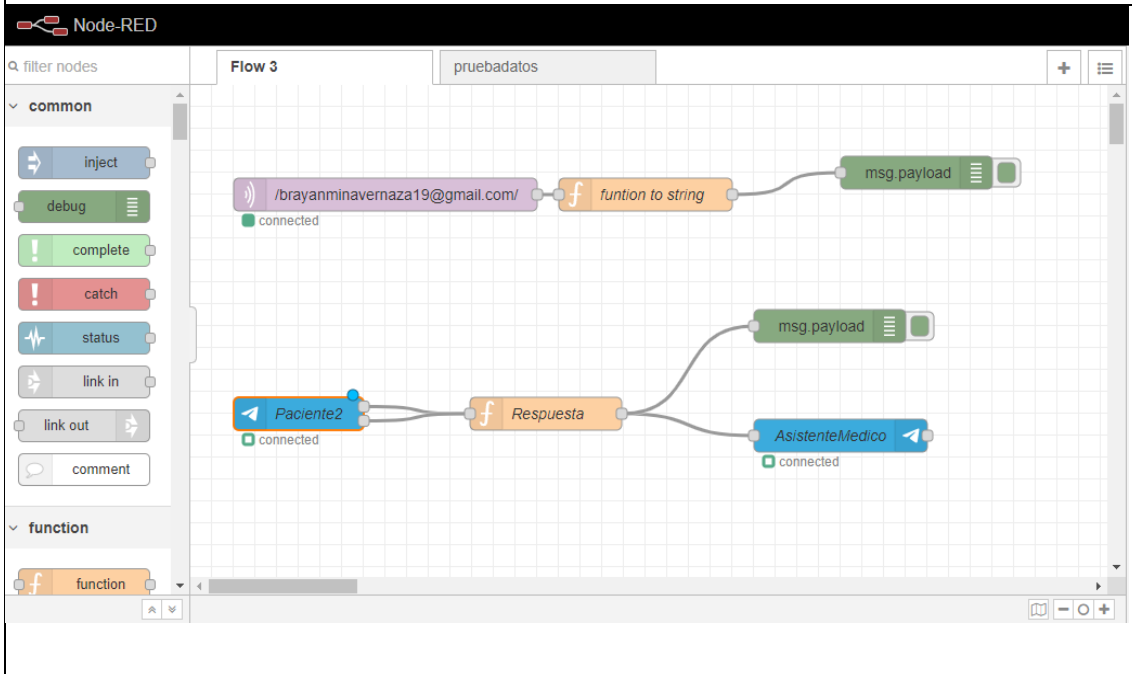 Node-RED
filter nodes
Flow 3
pruebadatos
common
inject
debug
complete
catch
status
link in
link out
comment
function
function
/brayanminavernaza19@gmail.com/
connected
funtion to string
msg.payload
msg.payload
Paciente2
connected
Respuesta
AsistenteMedico
connected